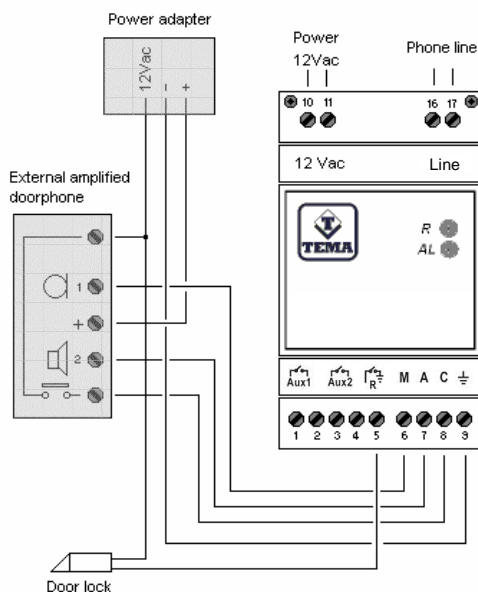 Power adapter
12Vac - +
Power
12Vac
Phone line
10 11 16 17
12 Vac Line
External amplified
doorphone
1
+
2
T
TEMA
R
AL
Aux1 Aux2 R M A C
1 2 3 4 5 6 7 8 9
Door lock